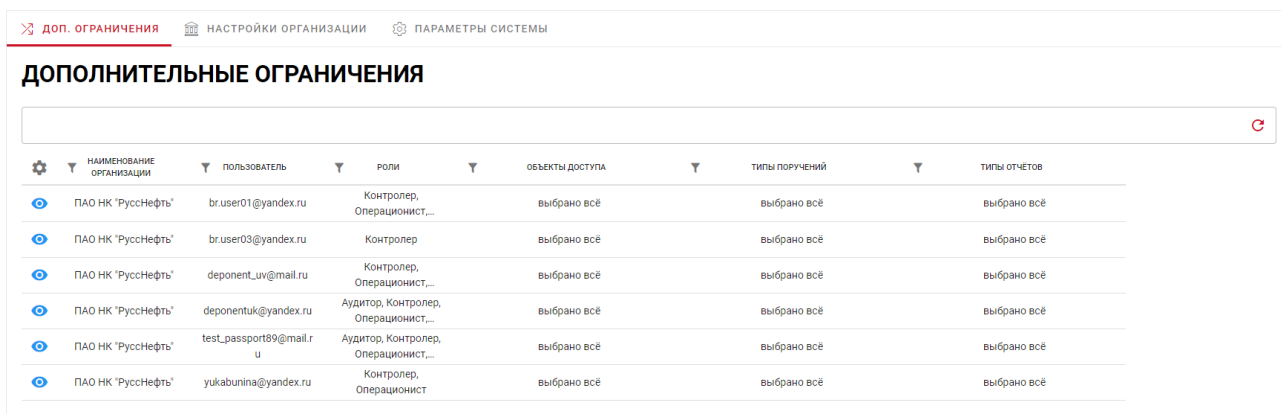 ДОП. ОГРАНИЧЕНИЯ НАСТРОЙКИ ОРГАНИЗАЦИИ ПАРАМЕТРЫ СИСТЕМЫ
ДОПОЛНИТЕЛЬНЫЕ ОГРАНИЧЕНИЯ
НАИМЕНОВАНИЕ
ОРГАНИЗАЦИИ ПОЛЬЗОВАТЕЛЬ РОЛИ ОБЪЕКТЫ ДОСТУПА ТИПЫ ПОРУЧЕНИЙ ТИПЫ ОТЧЁТОВ
ПАО НК "РуссНефть" br.user01@yandex.ru Контролер,
Операционист,... выбрано всё выбрано всё выбрано всё
ПАО НК "РуссНефть" br.user03@yandex.ru Контролер выбрано всё выбрано всё выбрано всё
ПАО НК "РуссНефть" deponent_uv@mail.ru Контролер,
Операционист,... выбрано всё выбрано всё выбрано всё
ПАО НК "РуссНефть" deponentuk@yandex.ru Аудитор, Контролер,
Операционист,... выбрано всё выбрано всё выбрано всё
ПАО НК "РуссНефть" test_passport89@mail.r
u Аудитор, Контролер,
Операционист,... выбрано всё выбрано всё выбрано всё
ПАО НК "РуссНефть" yukabunina@yandex.ru Контролер,
Операционист выбрано всё выбрано всё выбрано всё